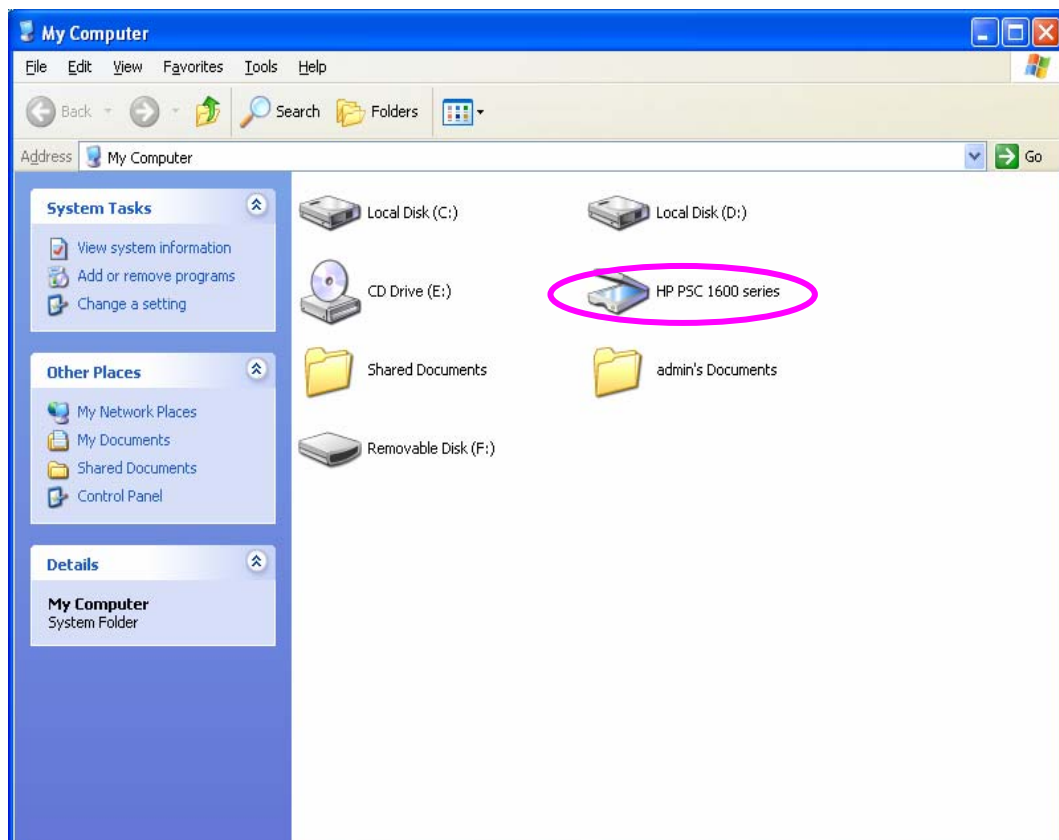 My Computer
File Edit View Favorites Tools Help
Back Search Folders
Address My Computer Go
System Tasks
View system information
Add or remove programs
Change a setting
Other Places
My Network Places
My Documents
Shared Documents
Control Panel
Details
My Computer
System Folder
Local Disk (C:) Local Disk (D:)
CD Drive (E:) HP PSC 1600 series
Shared Documents admin's Documents
Removable Disk (F:)